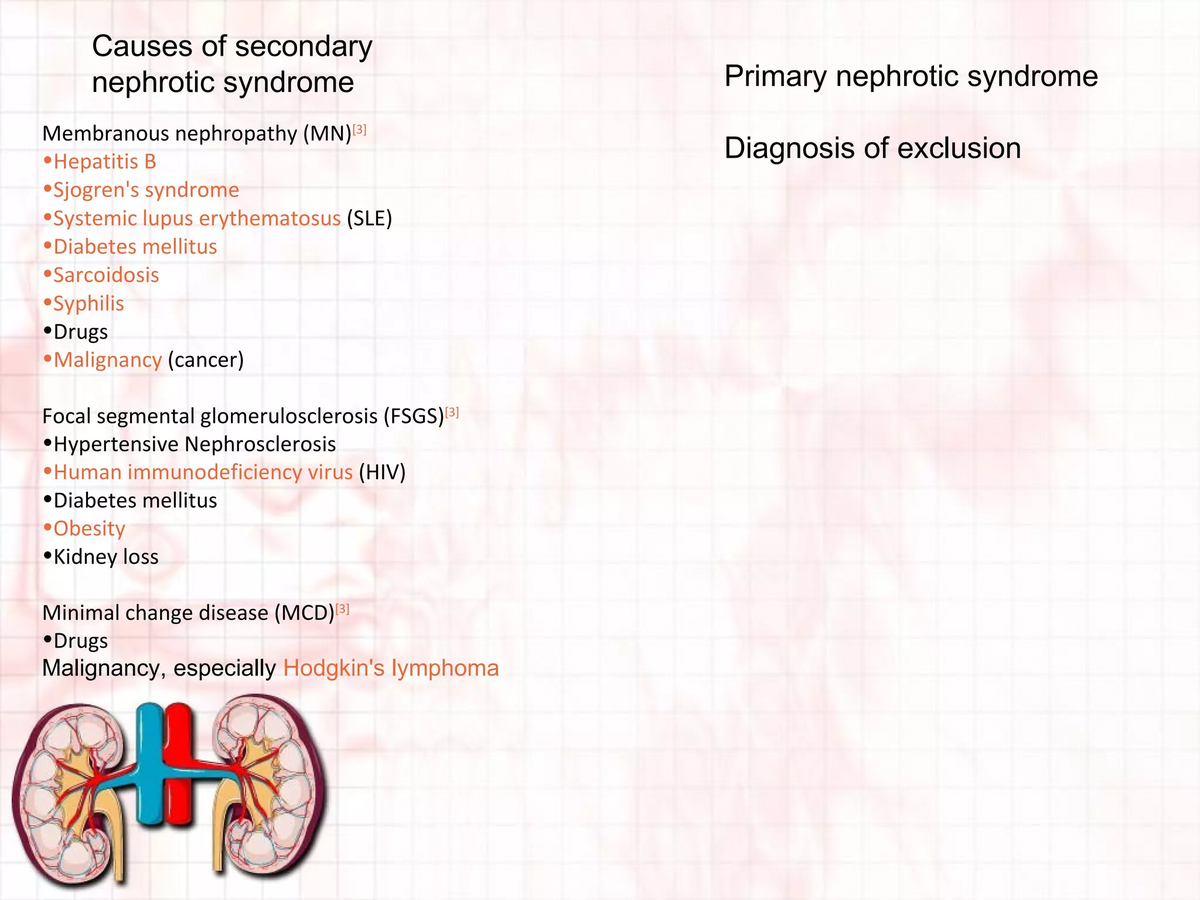 Causes of secondary
nephrotic syndrome
Membranous nephropathy (MN)[3]
•Hepatitis B
•Sjogren's syndrome
•Systemic lupus erythematosus (SLE)
•Diabetes mellitus
•Sarcoidosis
•Syphilis
•Drugs
•Malignancy (cancer)
Focal segmental glomerulosclerosis (FSGS)[3]
•Hypertensive Nephrosclerosis
•Human immunodeficiency virus (HIV)
•Diabetes mellitus
•Obesity
•Kidney loss
Minimal change disease (MCD)[3]
•Drugs
Malignancy, especially Hodgkin's lymphoma
Primary nephrotic syndrome
Diagnosis of exclusion